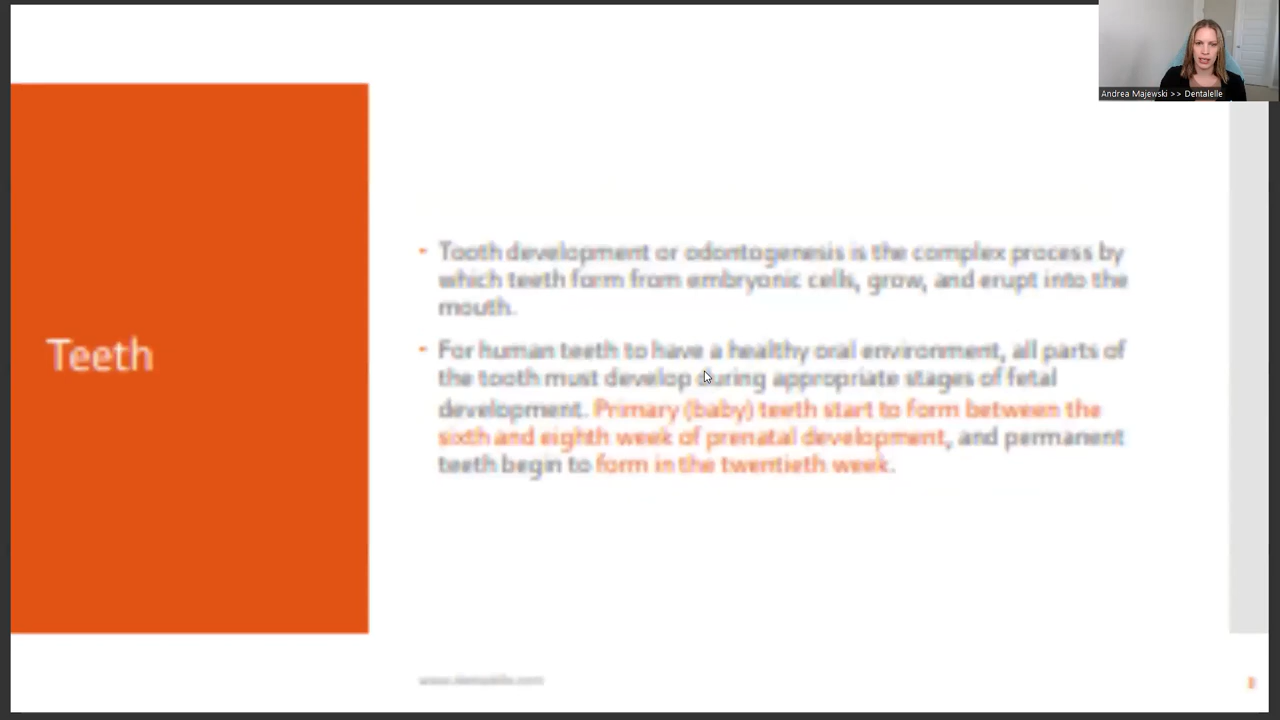 Andrea Majewski >> Dentalelle
Teeth
Tooth development or odontogenesis is the complex process by
which teeth form from embryonic cells, grow, and erupt into the
mouth.
For human teeth to have a healthy oral environment, all parts of
the tooth must develop during appropriate stages of fetal
development. Primary (baby) teeth start to form between the
sixth and eighth week of prenatal development, and permanent
teeth begin to form in the twentieth week.
www.dentalelle.com